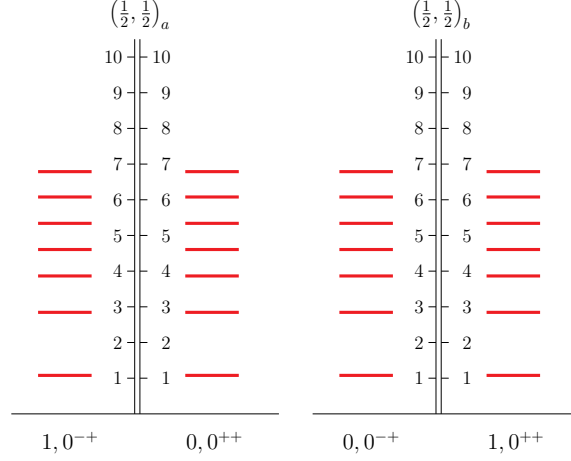 (1/2, 1/2)_a (1/2, 1/2)_b
10 10 10 10
9 9 9 9
8 8 8 8
7 7 7 7
6 6 6 6
5 5 5 5
4 4 4 4
3 3 3 3
2 2 2 2
1 1 1 1
1, 0⁻⁺ 0, 0⁺⁺ 0, 0⁻⁺ 1, 0⁺⁺